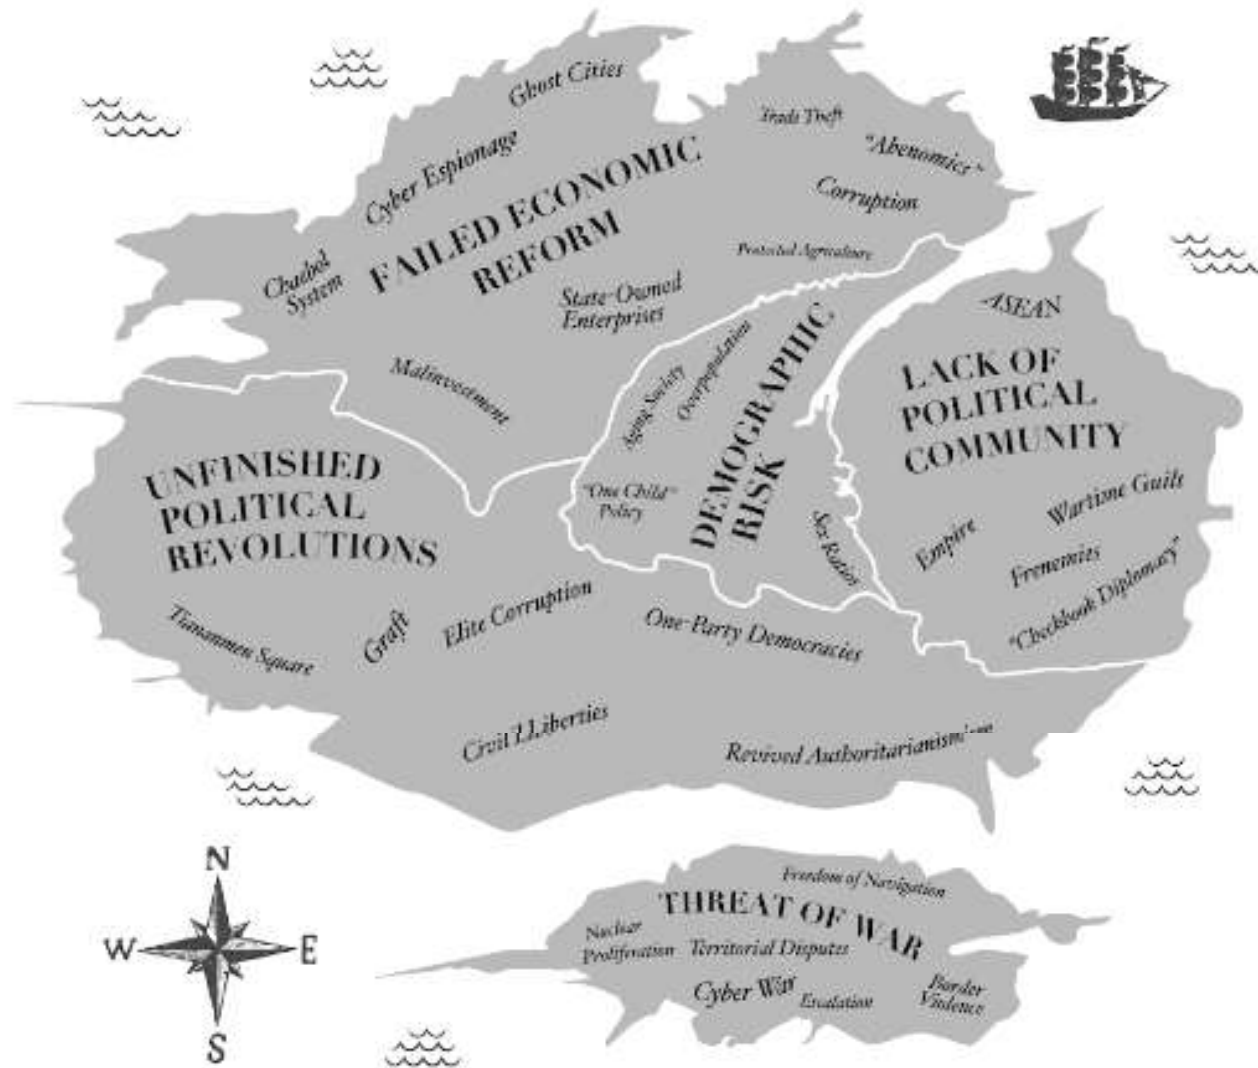 Ghost Cities
Trade Theft
"Abenomics"
Cyber Espionage
Corruption
FAILED ECONOMIC
REFORM
Protected Agriculture
Chaebol
System
State-Owned
Enterprises
ASEAN
Malinvestment
Aging Society
Overpopulation
DEMOGRAPHIC
RISK
LACK OF
POLITICAL
COMMUNITY
UNFINISHED
POLITICAL
REVOLUTIONS
"One Child"
Policy
Sex Ratios
Wartime Guilt
Empire
Frenemies
"Checkbook Diplomacy"
Tiananmen Square
Graft
Elite Corruption
One-Party Democracies
Civil Liberties
Revived Authoritarianism
N
W
E
S
Freedom of Navigation
THREAT OF WAR
Nuclear
Proliferation
Territorial Disputes
Cyber War
Escalation
Border
Violence